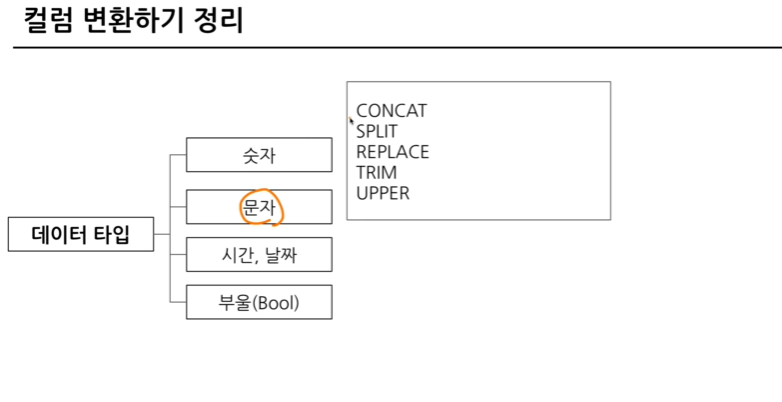 컬럼 변환하기 정리
데이터 타입
숫자
문자
시간, 날짜
부울(Bool)
CONCAT
SPLIT
REPLACE
TRIM
UPPER